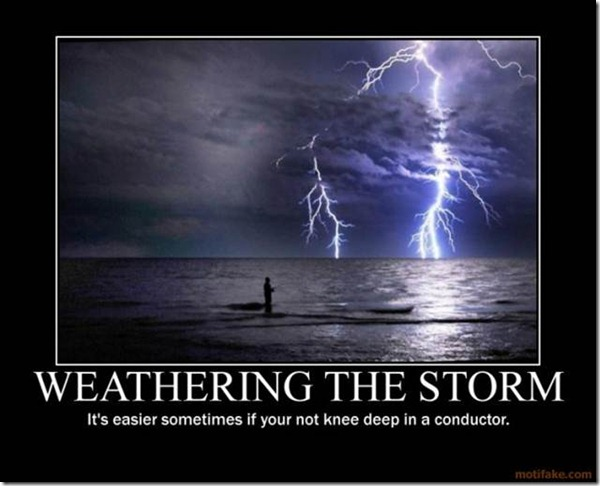 WEATHERING THE STORM
It's easier sometimes if your not knee deep in a conductor.
motifake.com